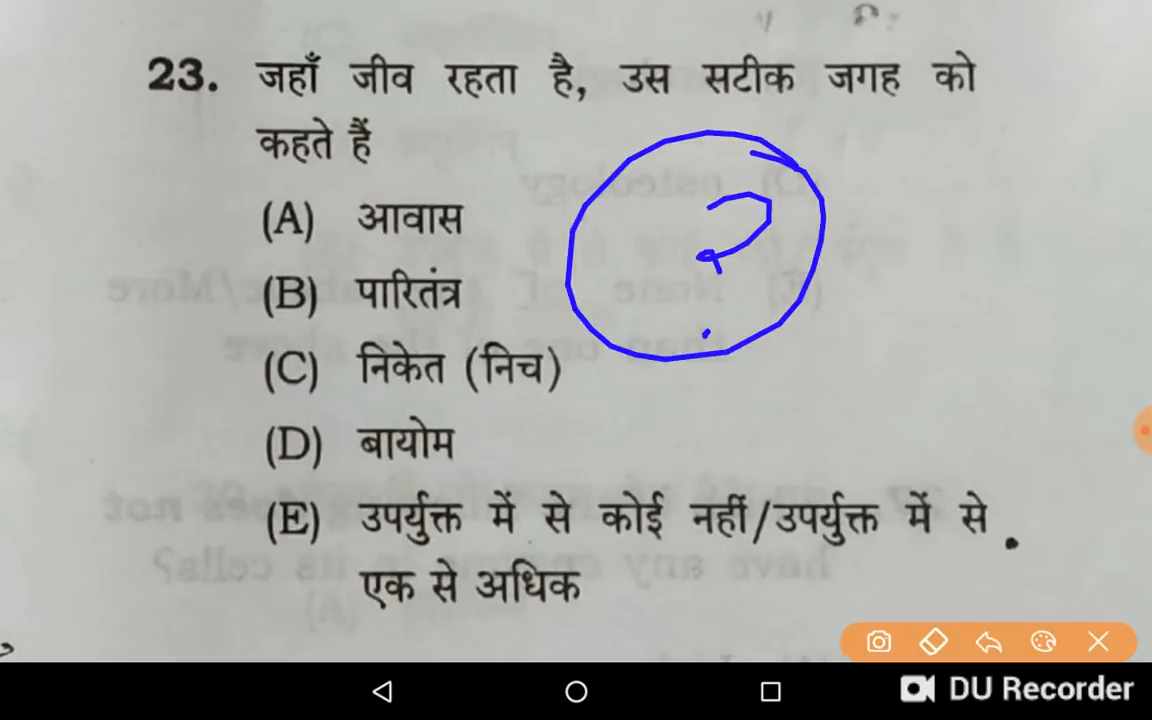 23. जहाँ जीव रहता है, उस सटीक जगह को
कहते हैं
(A) आवास
(B) पारितंत्र
(C) निकेत (निच)
(D) बायोम
(E) उपर्युक्त में से कोई नहीं/उपर्युक्त में से
एक से अधिक
?
DU Recorder